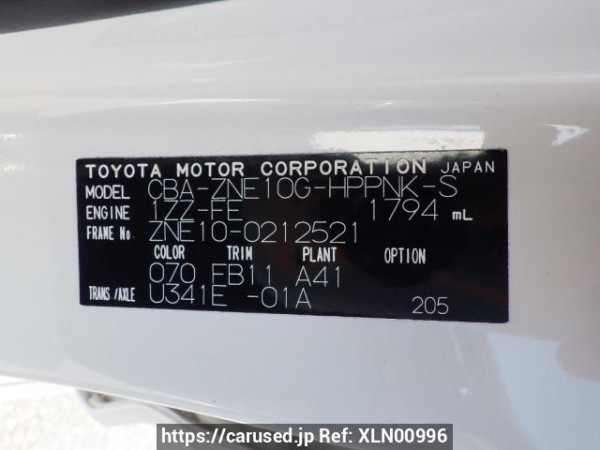 TOYOTA MOTOR CORPORATION JAPAN
MODEL CBA-ZNE10G-HPPNK-S
ENGINE 1ZZ-FE 1794 mL
FRAME No ZNE10-0212521
COLOR TRIM PLANT OPTION
070 FB11 A41
TRANS/AXLE U341E -01A 205
https://carused.jp Ref: XLN00996